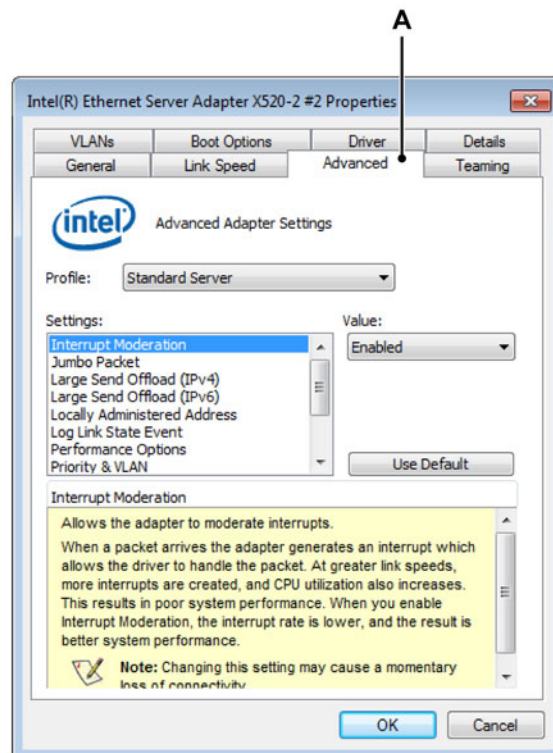 A
Intel(R) Ethernet Server Adapter X520-2 #2 Properties
VLANs Boot Options Driver Details
General Link Speed Advanced Teaming
intel Advanced Adapter Settings
Profile: Standard Server
Settings: Value:
Interrupt Moderation Enabled
Jumbo Packet
Large Send Offload (IPv4)
Large Send Offload (IPv6)
Locally Administered Address
Log Link State Event
Performance Options
Priority & VLAN Use Default
Interrupt Moderation
Allows the adapter to moderate interrupts.
When a packet arrives the adapter generates an interrupt which
allows the driver to handle the packet. At greater link speeds,
more interrupts are created, and CPU utilization also increases.
This results in poor system performance. When you enable
Interrupt Moderation, the interrupt rate is lower, and the result is
better system performance.
Note: Changing this setting may cause a momentary
loss of connectivity
OK Cancel